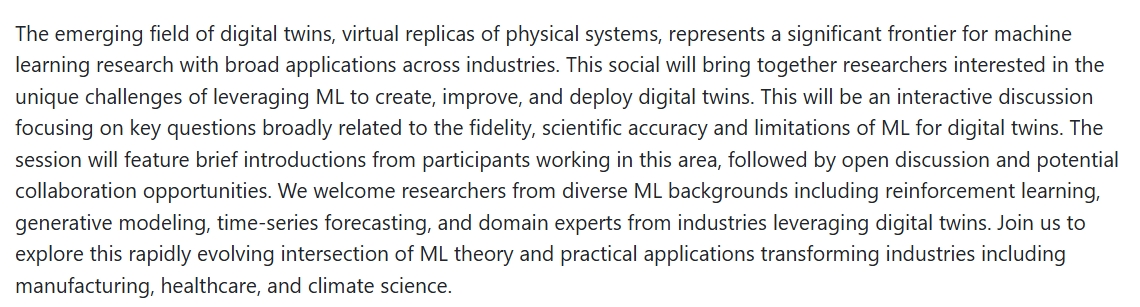 The emerging field of digital twins, virtual replicas of physical systems, represents a significant frontier for machine
learning research with broad applications across industries. This social will bring together researchers interested in the
unique challenges of leveraging ML to create, improve, and deploy digital twins. This will be an interactive discussion
focusing on key questions broadly related to the fidelity, scientific accuracy and limitations of ML for digital twins. The
session will feature brief introductions from participants working in this area, followed by open discussion and potential
collaboration opportunities. We welcome researchers from diverse ML backgrounds including reinforcement learning,
generative modeling, time-series forecasting, and domain experts from industries leveraging digital twins. Join us to
explore this rapidly evolving intersection of ML theory and practical applications transforming industries including
manufacturing, healthcare, and climate science.